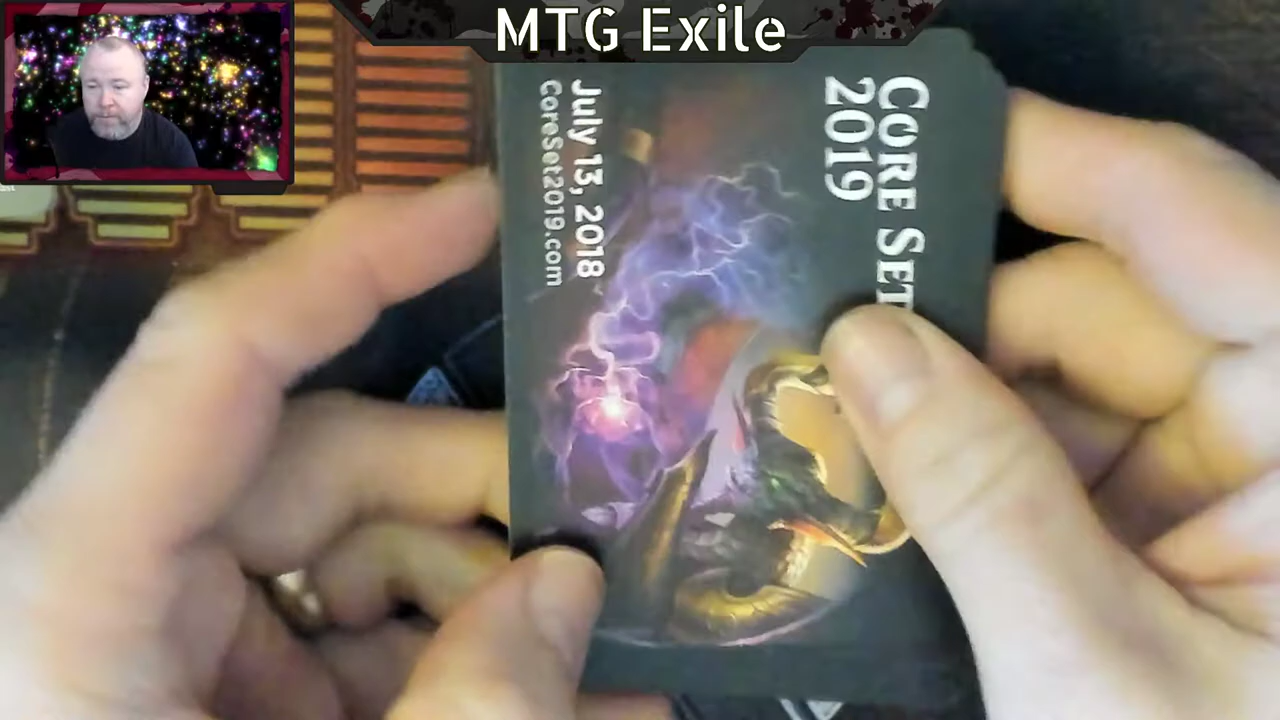 MTG Exile
CORE SET
2019
July 13, 2018
CoreSet2019.com